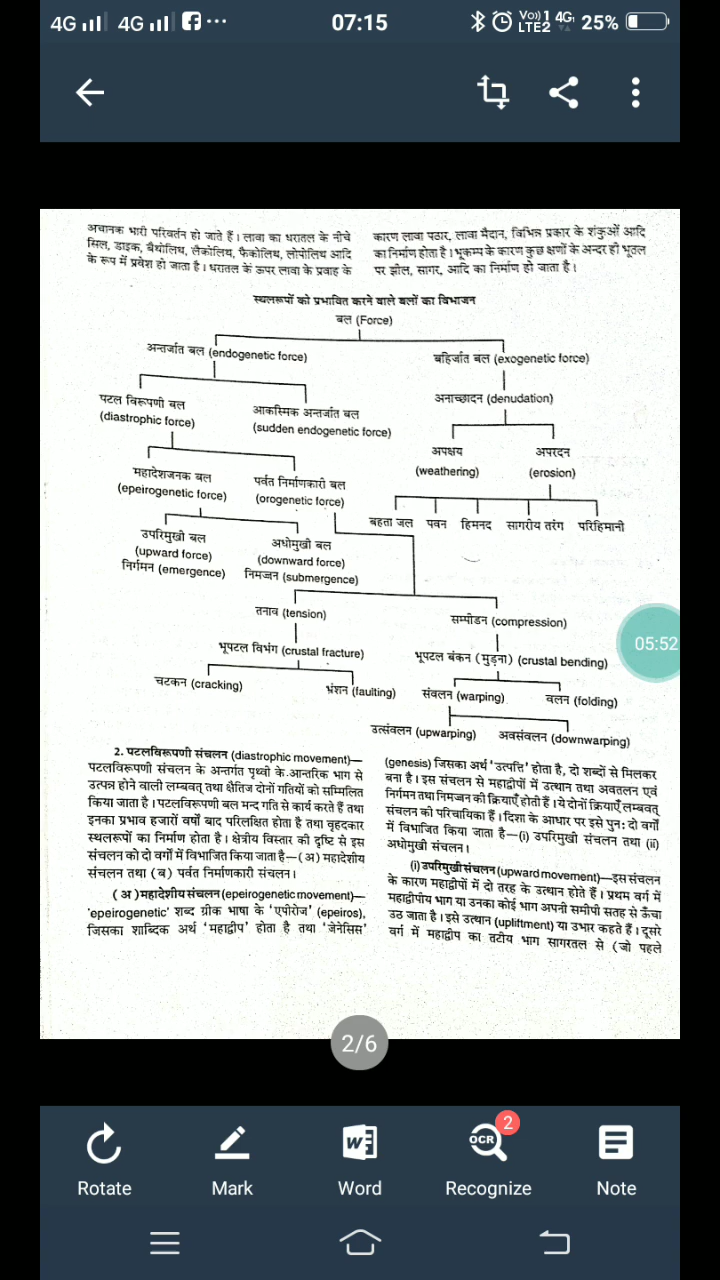 4G 4G ... 07:15 Vo)) 1 4G LTE2 25%
अचानक भारी परिवर्तन हो जाते हैं। लावा का धरातल के नीचे
सिल, डाइक, बैथोलिथ, लैकोलिथ, फैकोलिथ, लोपोलिथ आदि
के रूप में प्रवेश हो जाता है। धरातल के ऊपर लावा के प्रवाह के
कारण लावा पठार, लावा मैदान, विभिन्न प्रकार के शंकुओं आदि
का निर्माण होता है। भूकम्प के कारण कुछ क्षणों के अन्दर ही भूतल
पर झील, सागर, आदि का निर्माण हो जाता है।
स्थलरूपों को प्रभावित करने वाले बलों का विभाजन
बल (Force)
अन्तर्जात बल (endogenetic force)
बहिर्जात बल (exogenetic force)
पटल विरूपणी बल
(diastrophic force)
आकस्मिक अन्तर्जात बल
(sudden endogenetic force)
अनाच्छादन (denudation)
अपक्षय
(weathering)
अपरदन
(erosion)
महादेशजनक बल
(epeirogenetic force)
पर्वत निर्माणकारी बल
(orogenetic force)
बहता जल पवन हिमनद सागरीय तरंग परिहिमानी
उपरिमुखी बल
(upward force)
निर्गमन (emergence)
अधोमुखी बल
(downward force)
निमज्जन (submergence)
तनाव (tension)
सम्पीडन (compression)
05:52
भूपटल विभंग (crustal fracture)
भूपटल बंकन (मुड़ना) (crustal bending)
चटकन (cracking)
भ्रंशन (faulting)
संवलन (warping)
वलन (folding)
उत्संवलन (upwarping)
अवसंवलन (downwarping)
2. पटलविरूपणी संचलन (diastrophic movement)—
पटलविरूपणी संचलन के अन्तर्गत पृथ्वी के आन्तरिक भाग से
उत्पन्न होने वाली लम्बवत् तथा क्षैतिज दोनों गतियों को सम्मिलित
किया जाता है। पटलविरूपणी बल मन्द गति से कार्य करते हैं तथा
इनका प्रभाव हजारों वर्षों बाद परिलक्षित होता है तथा वृहदकार
स्थलरूपों का निर्माण होता है। क्षेत्रीय विस्तार की दृष्टि से इस
संचलन को दो वर्गों में विभाजित किया जाता है—(अ) महादेशीय
संचलन तथा (ब) पर्वत निर्माणकारी संचलन।
(अ) महादेशीय संचलन (epeirogenetic movement)—
'epeirogenetic' शब्द ग्रीक भाषा के 'एपीरोज' (epeiros),
जिसका शाब्दिक अर्थ 'महाद्वीप' होता है तथा 'जेनेसिस'
(genesis) जिसका अर्थ 'उत्पत्ति' होता है, दो शब्दों से मिलकर
बना है। इस संचलन से महाद्वीपों में उत्थान तथा अवतलन एवं
निर्गमन तथा निमज्जन की क्रियाएँ होती हैं। ये दोनों क्रियाएँ लम्बवत्
संचलन की परिचायिका हैं। दिशा के आधार पर इसे पुनः दो वर्गों
में विभाजित किया जाता है—(i) उपरिमुखी संचलन तथा (ii)
अधोमुखी संचलन।
(i) उपरिमुखी संचलन (upward movement)—इस संचलन
के कारण महाद्वीपों में दो तरह के उत्थान होते हैं। प्रथम वर्ग में
महाद्वीपीय भाग या उनका कोई भाग अपनी समीपी सतह से ऊँचा
उठ जाता है। इसे उत्थान (upliftment) या उभार कहते हैं। दूसरे
वर्ग में महाद्वीप का तटीय भाग सागरतल से (जो पहले
2/6
2
OCR
Rotate Mark Word Recognize Note